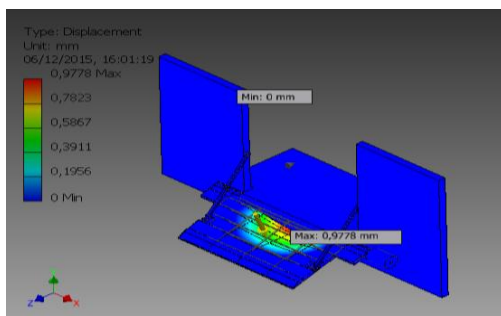 Type: Displacement
Unit: mm
06/12/2015, 16:01:19
0,9778 Max
0,7823
0,5867
0,3911
0,1956
0 Min
Min: 0 mm
Max: 0,9778 mm
Z
X